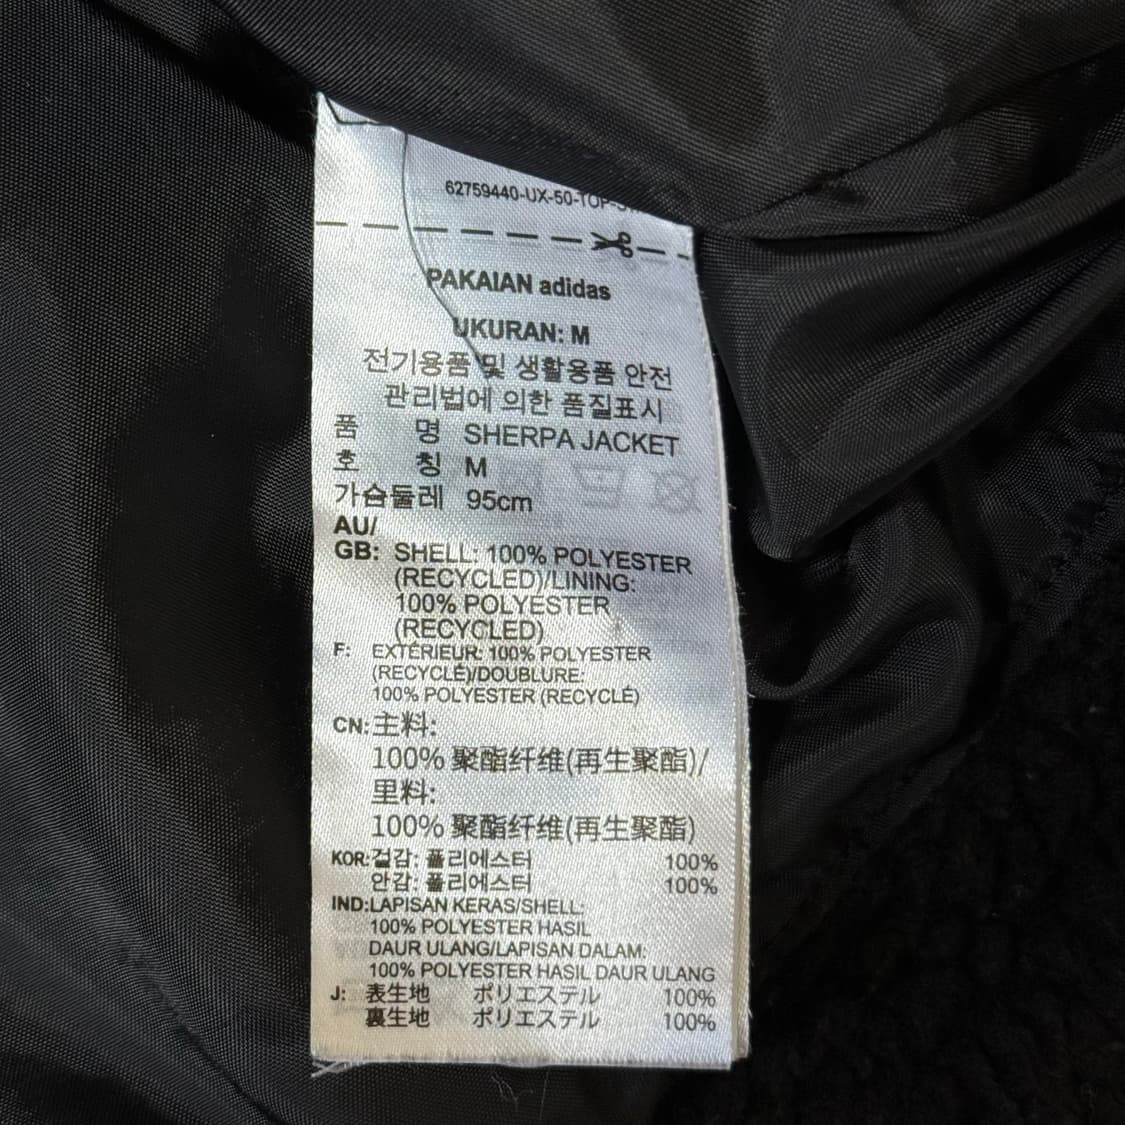 62759440-UX-50-TOP-
PAKAIAN adidas
UKURAN: M
전기용품 및 생활용품 안전
관리법에 의한 품질표시
품 명 SHERPA JACKET
호 칭 M
가슴둘레 95cm
AU/
GB: SHELL: 100% POLYESTER
(RECYCLED)/LINING:
100% POLYESTER
(RECYCLED)
F: EXTÉRIEUR: 100% POLYESTER
(RECYCLÉ)/DOUBLURE:
100% POLYESTER (RECYCLÉ)
CN: 主料:
100% 聚酯纤维(再生聚酯)/
里料:
100% 聚酯纤维(再生聚酯)
KOR: 겉감: 폴리에스터 100%
안감: 폴리에스터 100%
IND: LAPISAN KERAS/SHELL:
100% POLYESTER HASIL
DAUR ULANG/LAPISAN DALAM:
100% POLYESTER HASIL DAUR ULANG
J: 表生地 ポリエステル 100%
裏生地 ポリエステル 100%